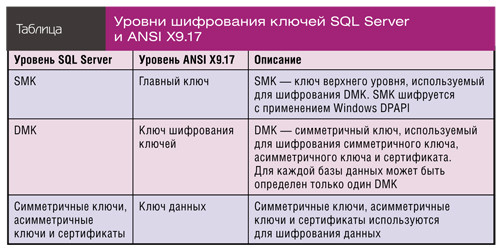 Таблица
Уровни шифрования ключей SQL Server
и ANSI X9.17
Уровень SQL Server
Уровень ANSI X9.17
Описание
SMK
Главный ключ
SMK — ключ верхнего уровня, используемый
для шифрования DMK. SMK шифруется
с применением Windows DPAPI
DMK
Ключ шифрования
ключей
DMK — симметричный ключ, используемый
для шифрования симметричного ключа,
асимметричного ключа и сертификата.
Для каждой базы данных может быть
определен только один DMK
Симметричные ключи,
асимметричные
ключи и сертификаты
Ключ данных
Симметричные ключи, асимметричные
ключи и сертификаты используются
для шифрования данных